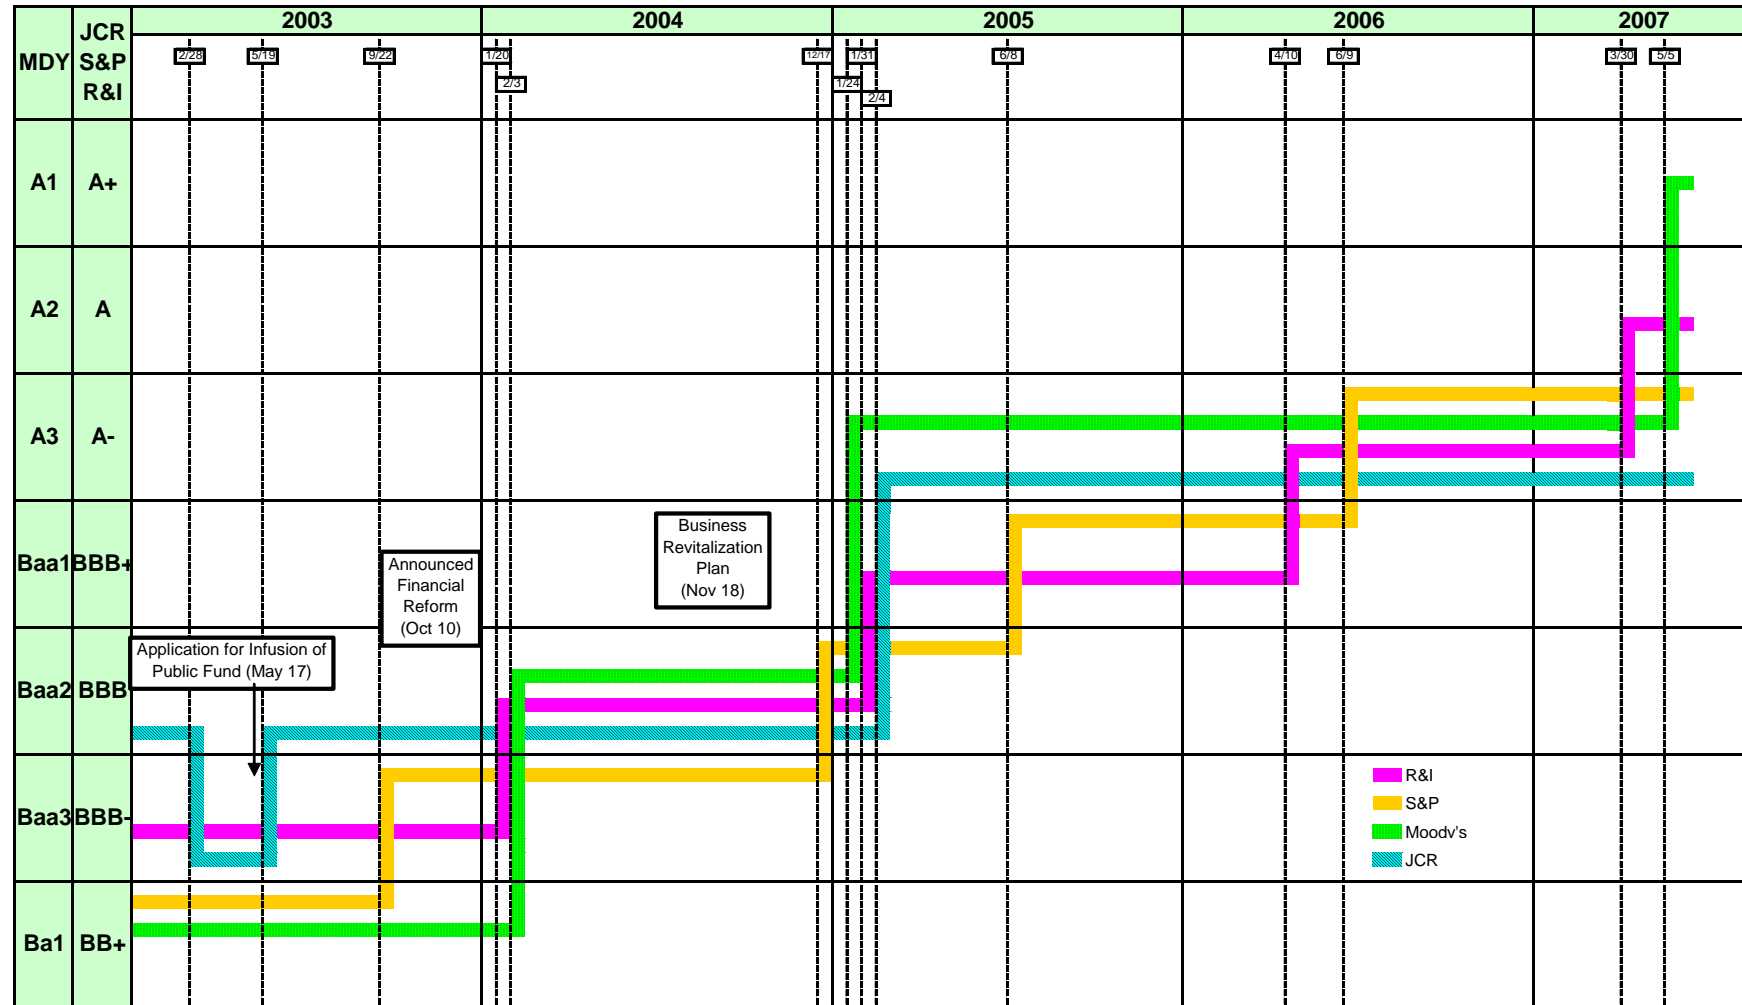 2003 2004 2005 2006 2007
MDY
JCR
S&P
R&I
2/28 5/19 9/22 1/20 12/17 1/31 6/8 4/10 6/9 3/30 5/5
2/3 1/24
2/4
A1 A+
A2 A
A3 A-
Baa1 BBB+
Baa2 BBB
Baa3 BBB-
Ba1 BB+
Business
Revitalization
Plan
(Nov 18)
Announced
Financial
Reform
(Oct 10)
Application for Infusion of
Public Fund (May 17)
R&I
S&P
Moodv's
JCR